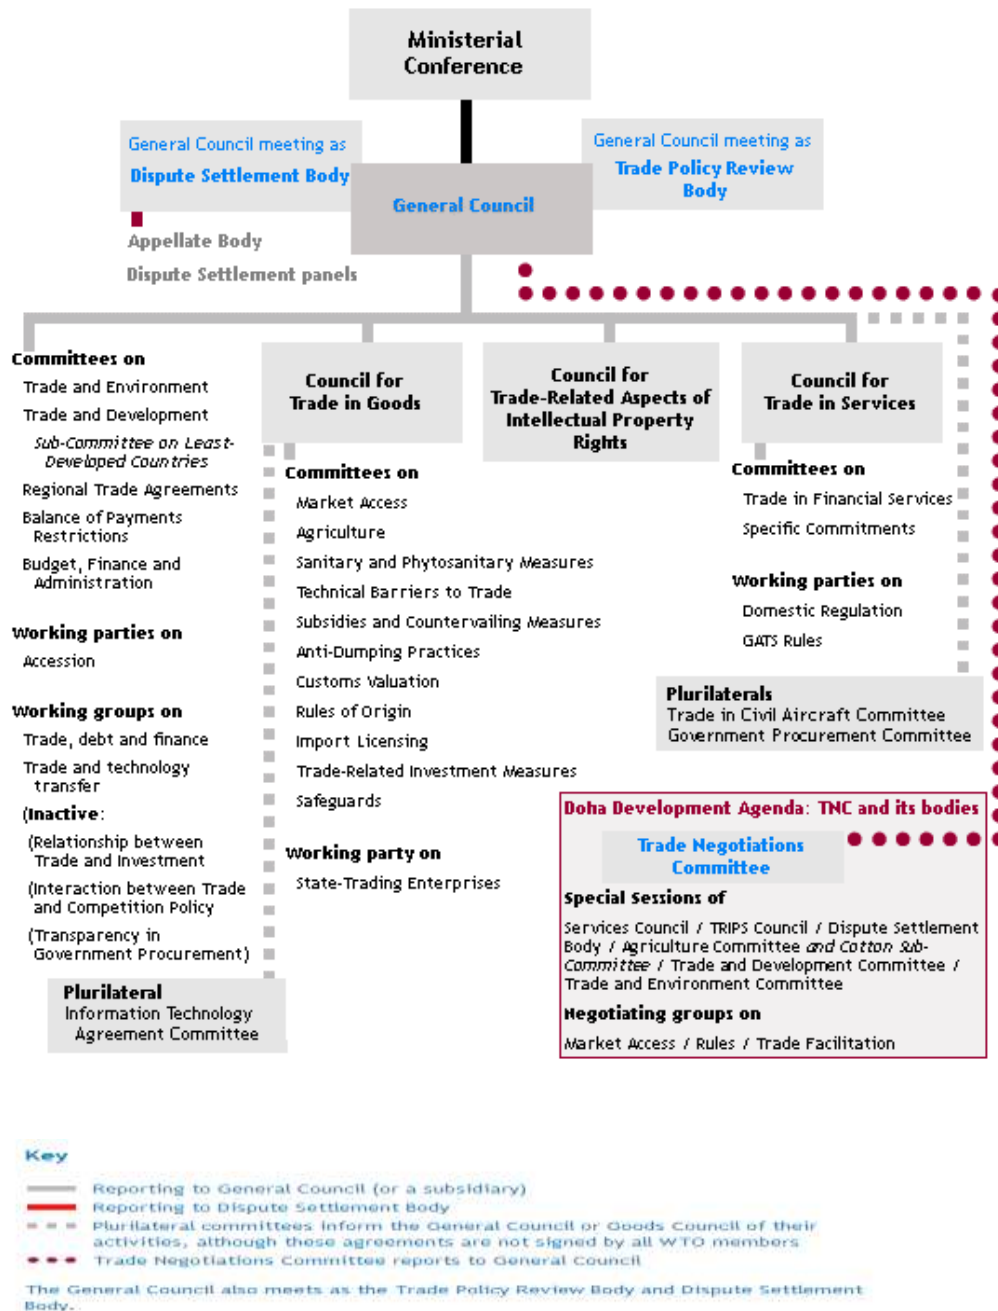 Ministerial
Conference
General Council meeting as
Dispute Settlement Body
General Council meeting as
Trade Policy Review
Body
General Council
Appellate Body
Dispute Settlement panels
Committees on
Trade and Environment
Trade and Development
Sub-Committee on Least-
Developed Countries
Regional Trade Agreements
Balance of Payments
Restrictions
Budget, Finance and
Administration
Working parties on
Accession
Working groups on
Trade, debt and finance
Trade and technology
transfer
(Inactive:
(Relationship between
Trade and Investment
(Interaction between Trade
and Competition Policy
(Transparency in
Government Procurement)
Plurilateral
Information Technology
Agreement Committee
Council for
Trade in Goods
Committees on
Market Access
Agriculture
Sanitary and Phytosanitary Measures
Technical Barriers to Trade
Subsidies and Countervailing Measures
Anti-Dumping Practices
Customs Valuation
Rules of Origin
Import Licensing
Trade-Related Investment Measures
Safeguards
Working party on
State-Trading Enterprises
Council for
Trade-Related Aspects of
Intellectual Property
Rights
Council for
Trade in Services
Committees on
Trade in Financial Services
Specific Commitments
Working parties on
Domestic Regulation
GATS Rules
Plurilaterals
Trade in Civil Aircraft Committee
Government Procurement Committee
Doha Development Agenda: TNC and its bodies
Trade Negotiations
Committee
Special Sessions of
Services Council / TRIPS Council / Dispute Settlement
Body / Agriculture Committee and Cotton Sub-
Committee / Trade and Development Committee /
Trade and Environment Committee
Negotiating groups on
Market Access / Rules / Trade Facilitation
Key
Reporting to General Council (or a subsidiary)
Reporting to Dispute Settlement Body
Plurilateral committees inform the General Council or Goods Council of their
activities, although these agreements are not signed by all WTO members
Trade Negotiations Committee reports to General Council
The General Council also meets as the Trade Policy Review Body and Dispute Settlement
Body.